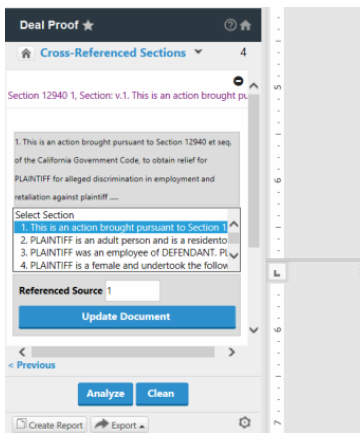 Deal Proof
Cross-Referenced Sections 4
Section 12940 1, Section: v.1. This is an action brought pu
1. This is an action brought pursuant to Section 12940 et seq.
of the California Government Code, to obtain relief for
PLAINTIFF for alleged discrimination in employment and
retaliation against plaintiff ....
Select Section
1. This is an action brought pursuant to Section 1
2. PLAINTIFF is an adult person and is a residento
3. PLAINTIFF was an employee of DEFENDANT. PL
4. PLAINTIFF is a female and undertook the follow
Referenced Source 1
Update Document
< Previous
Analyze Clean
Create Report Export
5
6
L
6
7